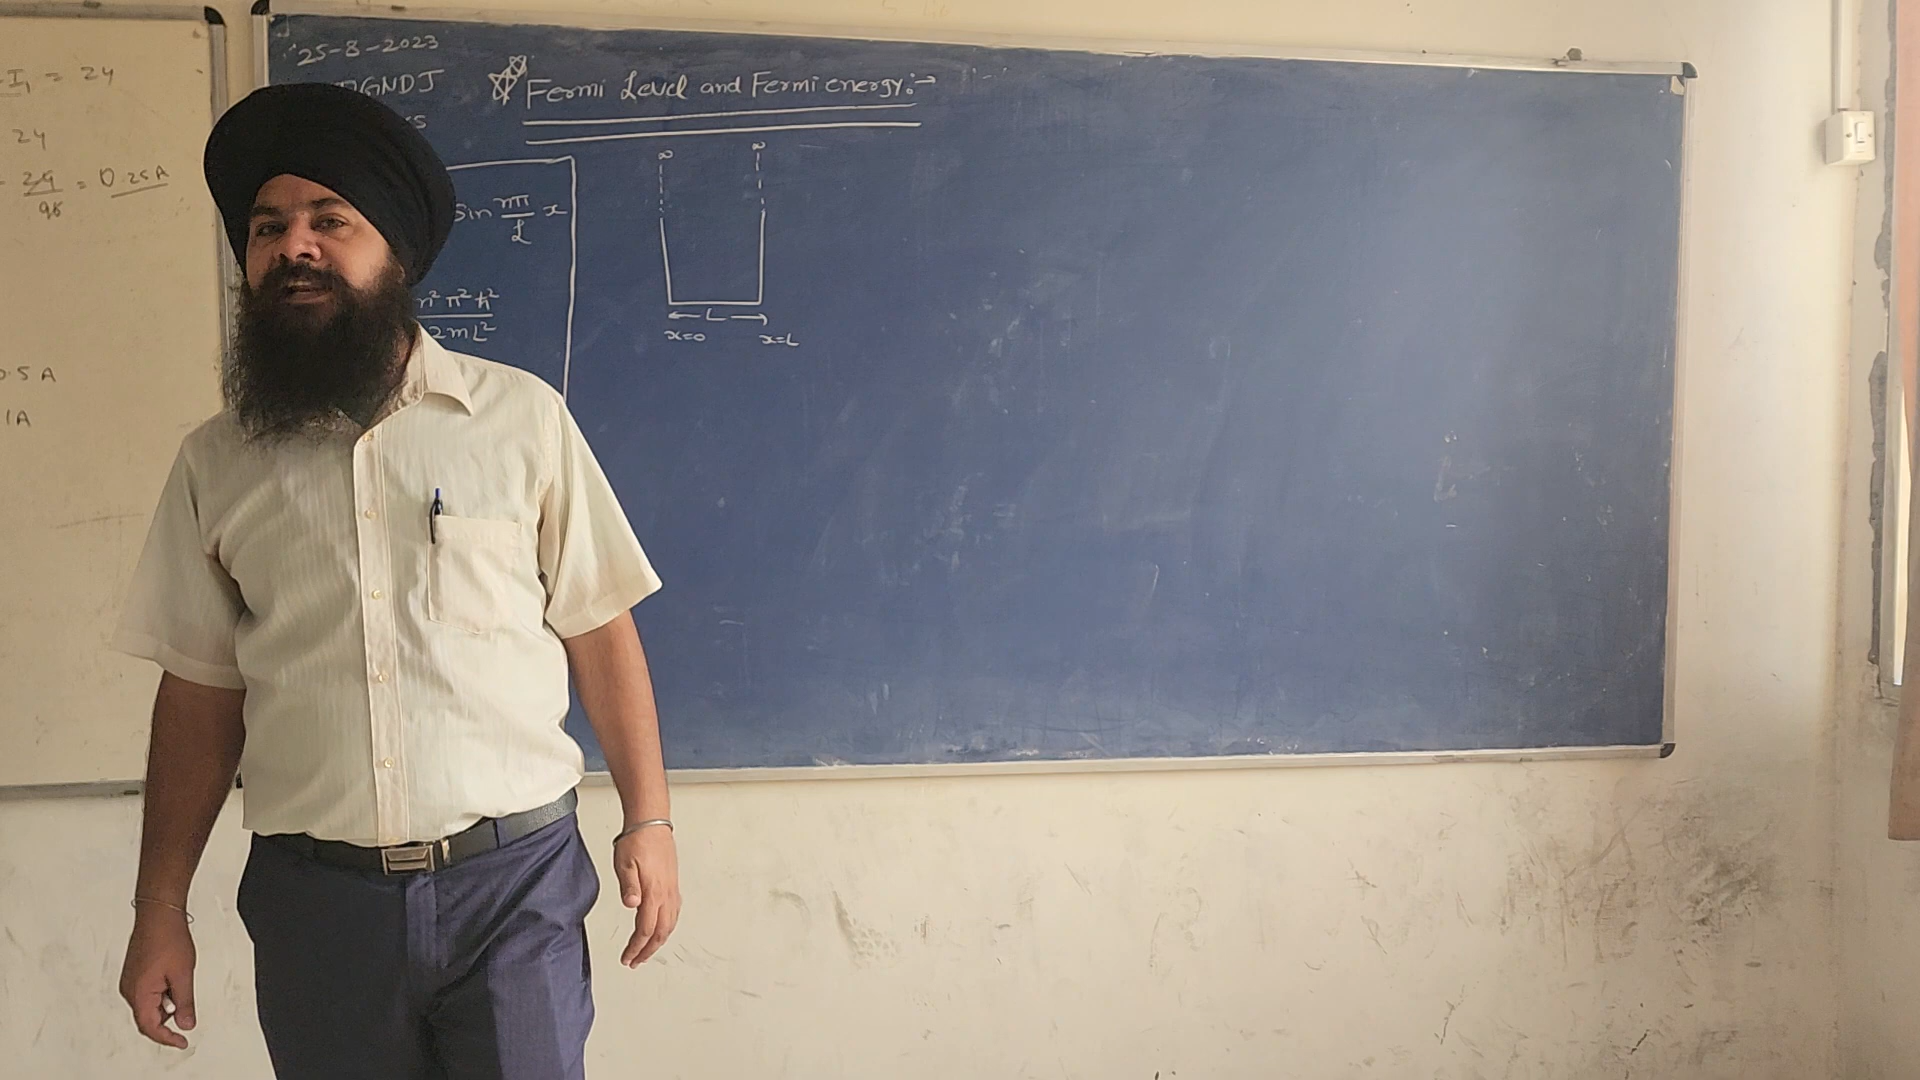 I₁ = 24
24
24/96 = 0.25A
0.5 A
1A
25-8-2023
GNDJ
Fermi Level and Fermi energy:→
∞ ∞
Sin nπ/L x
n²π²ℏ²/2mL²
← L →
x=0 x=L